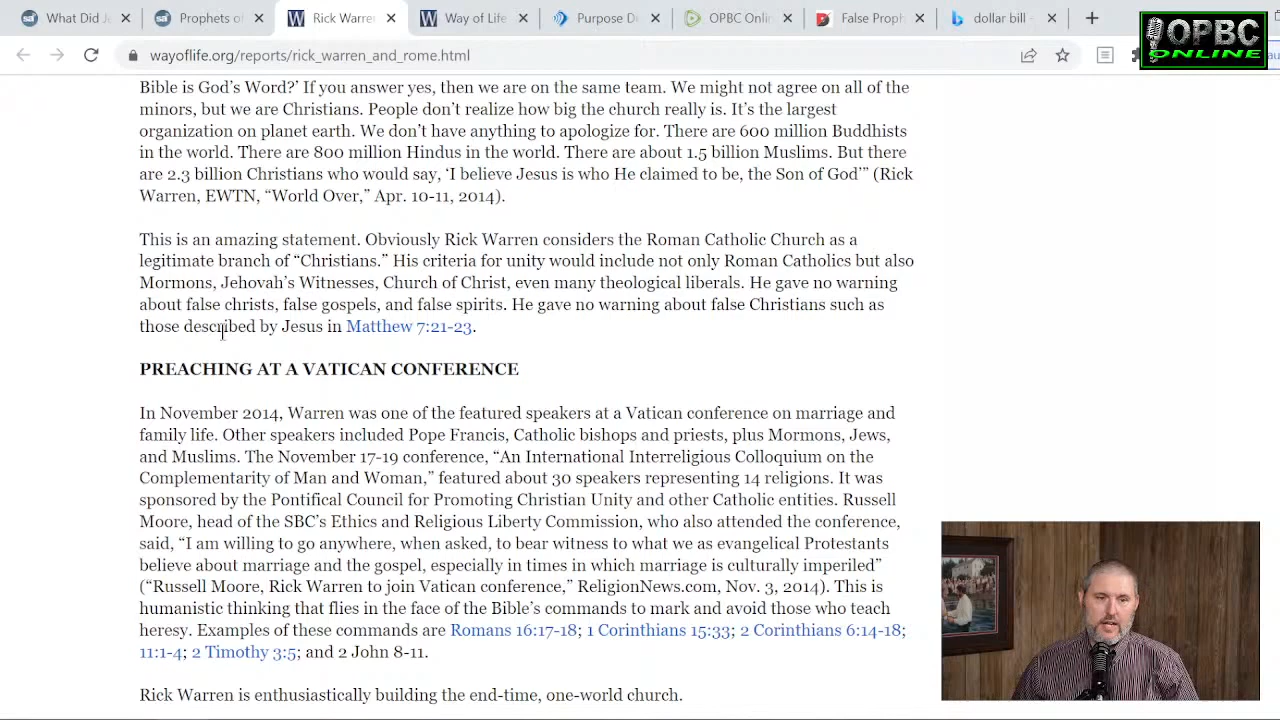 What Did J
Prophets of
Rick Warre
Way of Life
Purpose D
OPBC Onli
False Proph
dollar bill -
OPBC
ONLINE
wayoflife.org/reports/rick_warren_and_rome.html
Bible is God's Word?' If you answer yes, then we are on the same team. We might not agree on all of the
minors, but we are Christians. People don't realize how big the church really is. It's the largest
organization on planet earth. We don't have anything to apologize for. There are 600 million Buddhists
in the world. There are 800 million Hindus in the world. There are about 1.5 billion Muslims. But there
are 2.3 billion Christians who would say, 'I believe Jesus is who He claimed to be, the Son of God'” (Rick
Warren, EWTN, “World Over,” Apr. 10-11, 2014).
This is an amazing statement. Obviously Rick Warren considers the Roman Catholic Church as a
legitimate branch of “Christians.” His criteria for unity would include not only Roman Catholics but also
Mormons, Jehovah's Witnesses, Church of Christ, even many theological liberals. He gave no warning
about false christs, false gospels, and false spirits. He gave no warning about false Christians such as
those described by Jesus in Matthew 7:21-23.
PREACHING AT A VATICAN CONFERENCE
In November 2014, Warren was one of the featured speakers at a Vatican conference on marriage and
family life. Other speakers included Pope Francis, Catholic bishops and priests, plus Mormons, Jews,
and Muslims. The November 17-19 conference, “An International Interreligious Colloquium on the
Complementarity of Man and Woman,” featured about 30 speakers representing 14 religions. It was
sponsored by the Pontifical Council for Promoting Christian Unity and other Catholic entities. Russell
Moore, head of the SBC's Ethics and Religious Liberty Commission, who also attended the conference,
said, “I am willing to go anywhere, when asked, to bear witness to what we as evangelical Protestants
believe about marriage and the gospel, especially in times in which marriage is culturally imperiled”
(“Russell Moore, Rick Warren to join Vatican conference,” ReligionNews.com, Nov. 3, 2014). This is
humanistic thinking that flies in the face of the Bible's commands to mark and avoid those who teach
heresy. Examples of these commands are Romans 16:17-18; 1 Corinthians 15:33; 2 Corinthians 6:14-18;
11:1-4; 2 Timothy 3:5; and 2 John 8-11.
Rick Warren is enthusiastically building the end-time, one-world church.